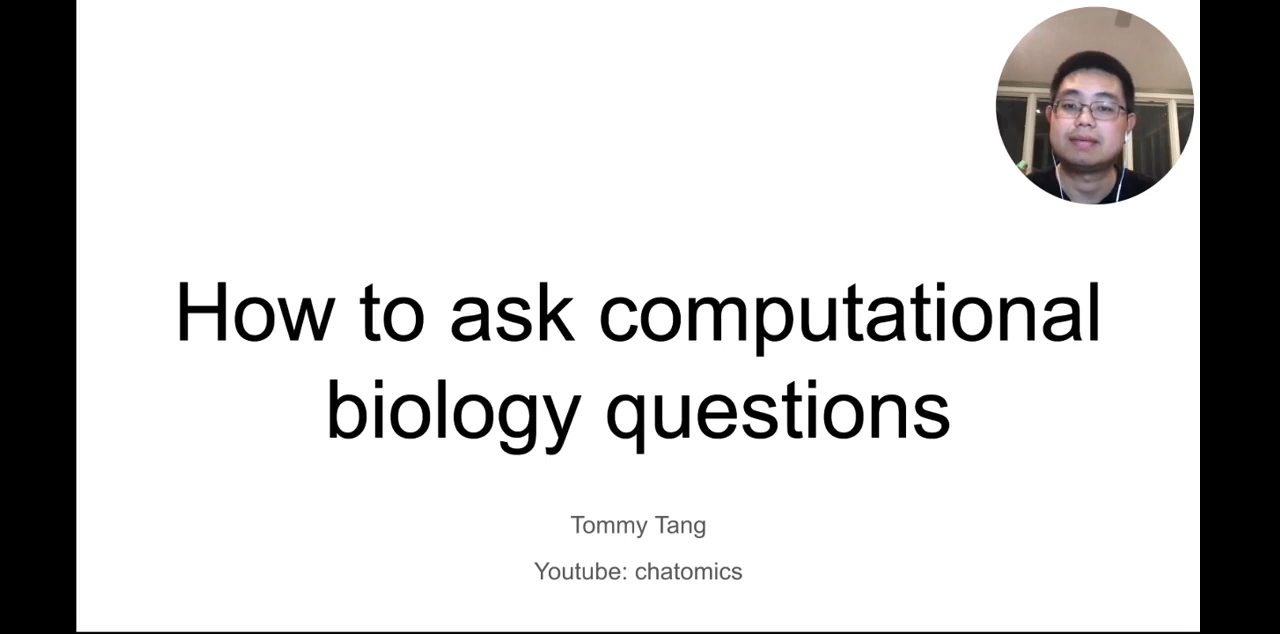 How to ask computational
biology questions
Tommy Tang
Youtube: chatomics